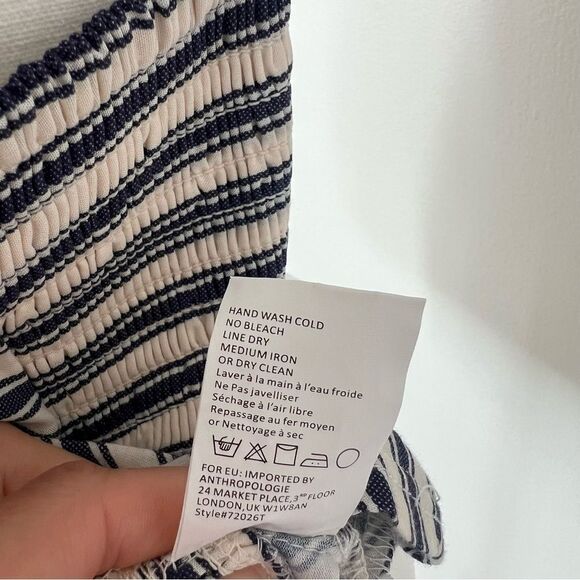 HAND WASH COLD
NO BLEACH
LINE DRY
MEDIUM IRON
OR DRY CLEAN
Laver à la main à l'eau froide
Ne Pas javelliser
Séchage à l'air libre
Repassage au fer moyen
or Nettoyage à sec
FOR EU: IMPORTED BY
ANTHROPOLOGIE
24 MARKET PLACE,3RD FLOOR
LONDON,UK W1W8AN
Style#72026T